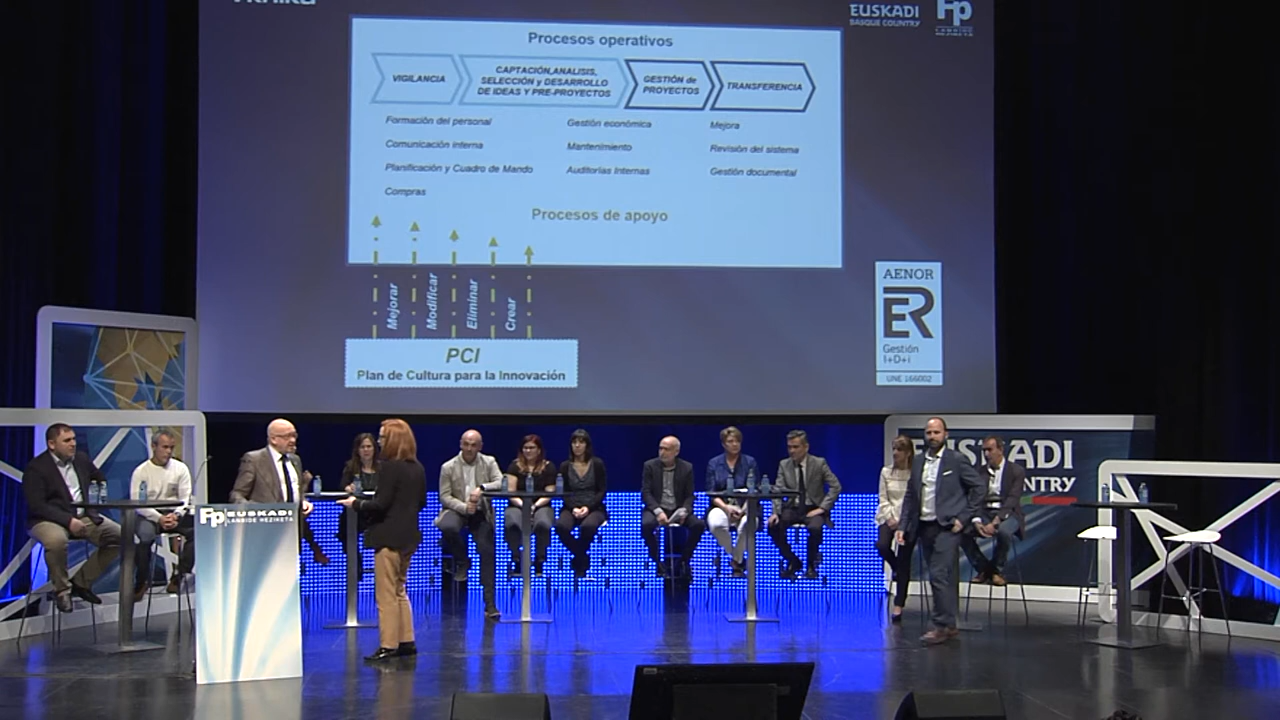 EUSKADI
BASQUE COUNTRY
Fp
Procesos operativos
VIGILANCIA
CAPTACIÓN,ANALISIS,
SELECCIÓN y DESARROLLO
DE IDEAS Y PRE-PROYECTOS
GESTIÓN de
PROYECTOS
TRANSFERENCIA
Formación del personal
Comunicación interna
Planificación y Cuadro de Mando
Compras
Gestión económica
Mantenimiento
Auditorías Internas
Mejora
Revisión del sistema
Gestión documental
Procesos de apoyo
Mejorar
Modificar
Eliminar
Crear
PCI
Plan de Cultura para la Innovación
AENOR
ER
Gestión
I+D+i
UNE 166002
Fp EUSKADI
LANBIDE HEZIKETA
EUSKADI
COUNTRY